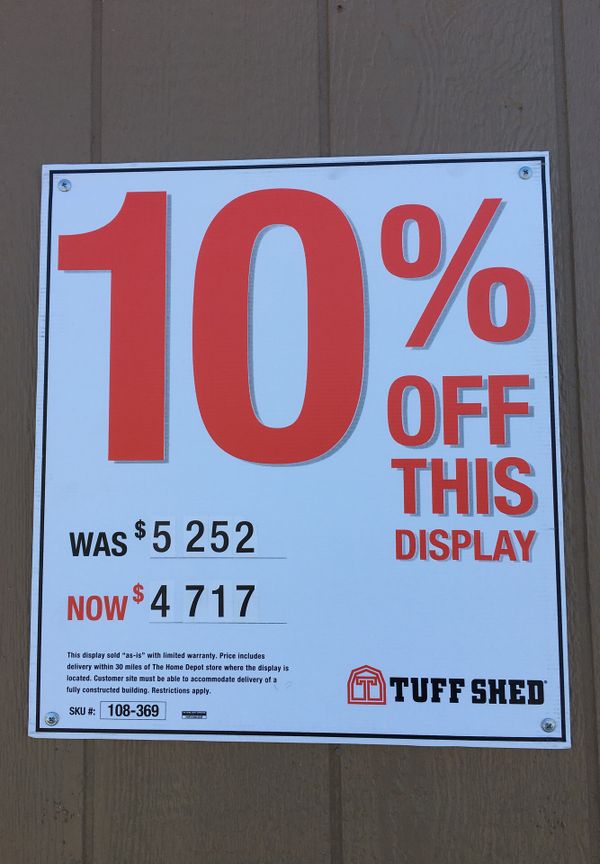 10%
OFF
THIS
DISPLAY
WAS $5 252
NOW $4 717
This display sold "as-is" with limited warranty. Price includes
delivery within 30 miles of The Home Depot store where the display is
located. Customer site must be able to accommodate delivery of a
fully constructed building. Restrictions apply.
SKU #: 108-369
TUFF SHED